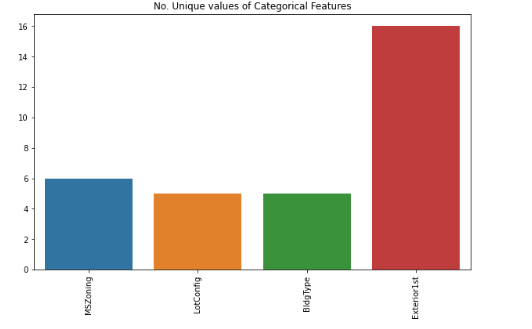 No. Unique values of Categorical Features
16
14
12
10
8
6
4
2
0
MSZoning
LotConfig
BldgType
Exterior1st